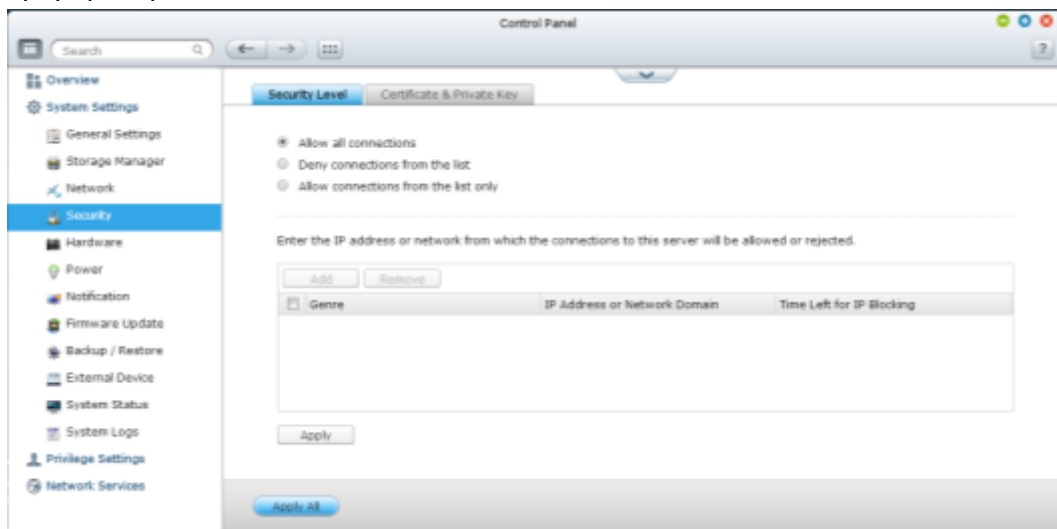 Control Panel
Search
?
Overview
System Settings
General Settings
Storage Manager
Network
Security
Hardware
Power
Notification
Firmware Update
Backup / Restore
External Device
System Status
System Logs
Privilege Settings
Network Services
Security Level
Certificate & Private Key
Allow all connections
Deny connections from the list
Allow connections from the list only
Enter the IP address or network from which the connections to this server will be allowed or rejected.
Add Remove
Genre IP Address or Network Domain Time Left for IP Blocking
Apply
Apply All